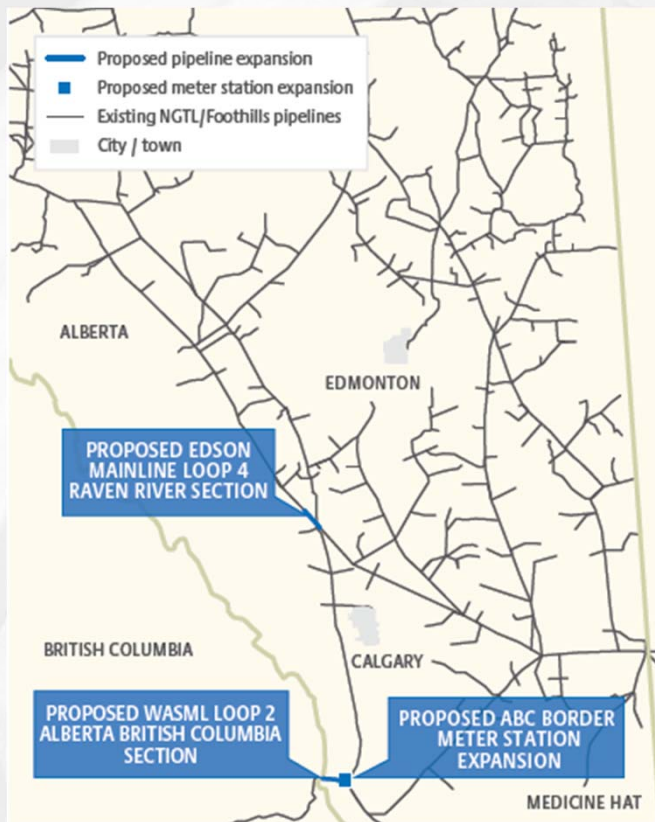 Proposed pipeline expansion
Proposed meter station expansion
Existing NGTL/Foothills pipelines
City / town
ALBERTA
EDMONTON
PROPOSED EDSON
MAINLINE LOOP 4
RAVEN RIVER SECTION
BRITISH COLUMBIA
CALGARY
PROPOSED WASML LOOP 2
ALBERTA BRITISH COLUMBIA
SECTION
PROPOSED ABC BORDER
METER STATION
EXPANSION
MEDICINE HAT